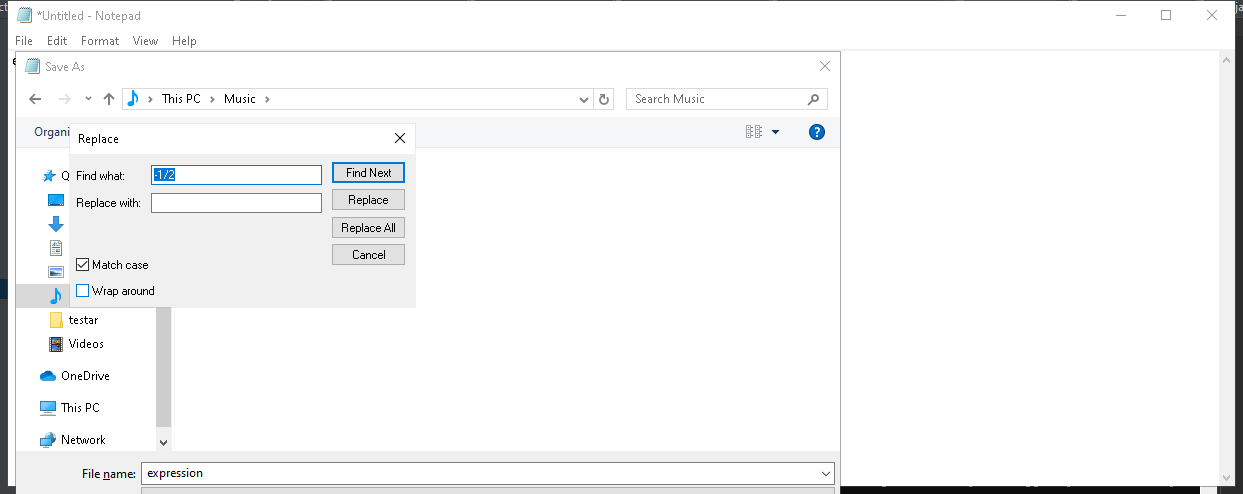 *Untitled - Notepad
File Edit Format View Help
Save As
This PC Music
Search Music
Organi
Replace
Find what: -1/2 Find Next
Replace with: Replace
Replace All
Cancel
Match case
Wrap around
testar
Videos
OneDrive
This PC
Network
File name: expression